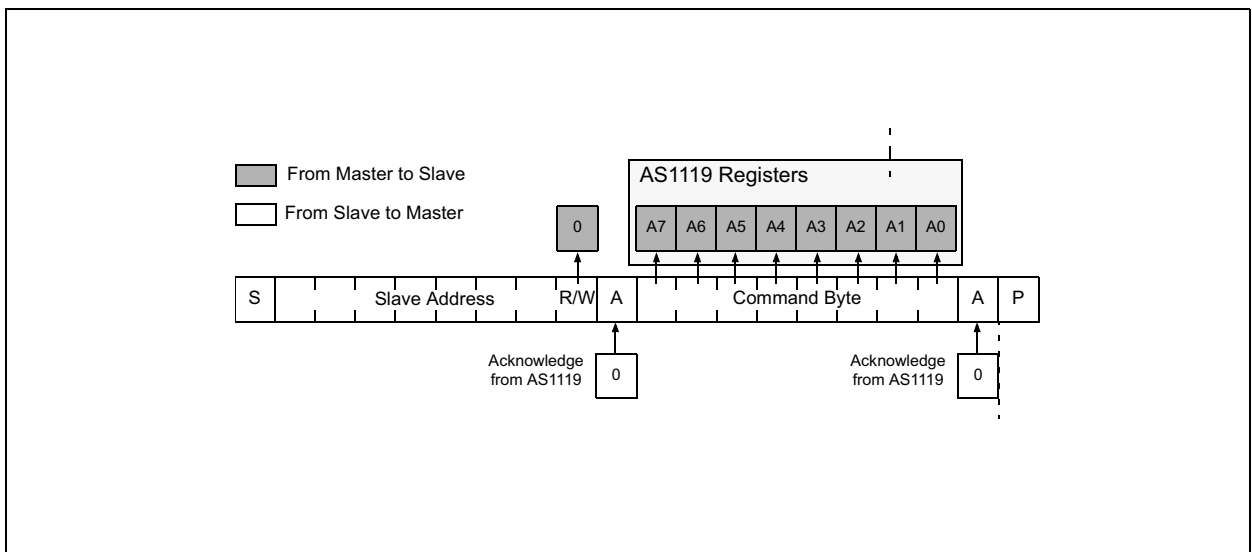 From Master to Slave
From Slave to Master
AS1119 Registers
0
A7 A6 A5 A4 A3 A2 A1 A0
S Slave Address R/W A Command Byte A P
Acknowledge
from AS1119
0
Acknowledge
from AS1119
0